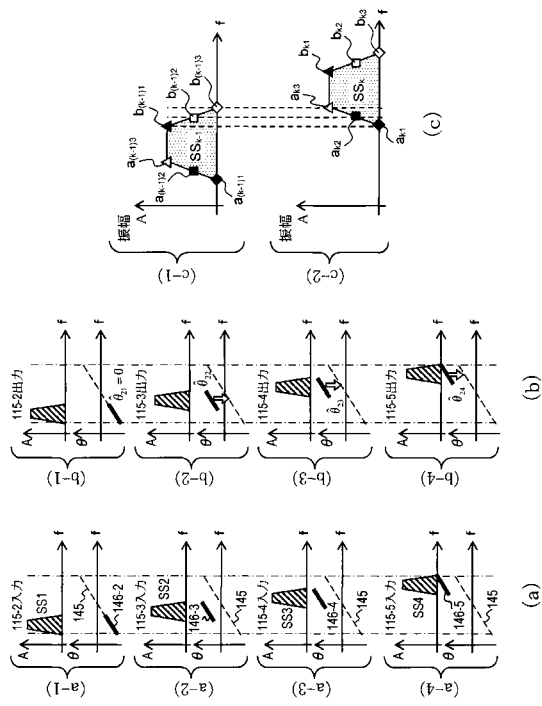 (a-1)
A
115-2入力
SS1
f
θ
145
146-2
f
(a-2)
A
115-3入力
SS2
f
θ
146-3
145
f
(a-3)
A
115-4入力
SS3
f
θ
146-4
145
f
(a-4)
A
115-5入力
SS4
f
θ
146-5
145
f
(a)
(b-1)
A
115-2出力
f
θ
θ̂21=0
f
(b-2)
A
115-3出力
f
θ
θ̂22
f
(b-3)
A
115-4出力
f
θ
θ̂23
f
(b-4)
A
115-5出力
f
θ
θ̂24
f
(b)
(c-1)
振幅
A
a(k-1)3
a(k-1)2
a(k-1)1
SSk-1
b(k-1)1
b(k-1)2
b(k-1)3
f
(c-2)
振幅
A
ak3
ak2
ak1
SSk
bk1
bk2
bk3
f
(c)